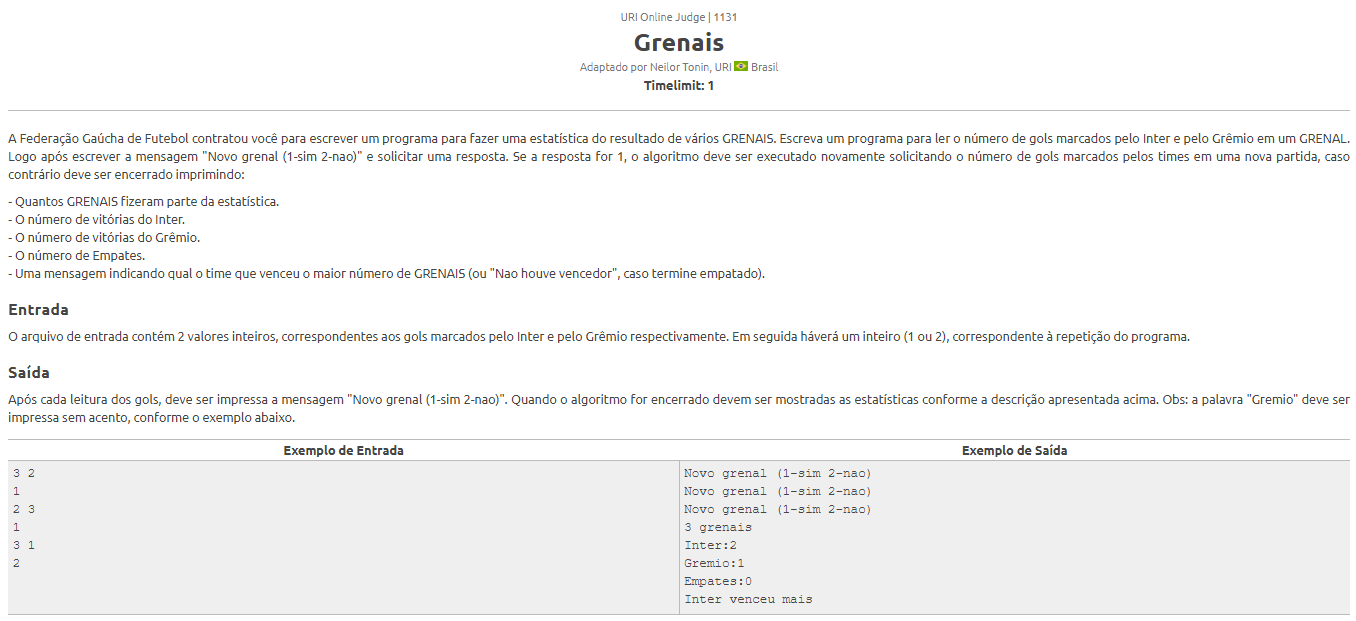 URI Online Judge | 1131
Grenais
Adaptado por Neilor Tonin, URI Brasil
Timelimit: 1
A Federação Gaúcha de Futebol contratou você para escrever um programa para fazer uma estatística do resultado de vários GRENAIS. Escreva um programa para ler o número de gols marcados pelo Inter e pelo Grêmio em um GRENAL.
Logo após escrever a mensagem "Novo grenal (1-sim 2-nao)" e solicitar uma resposta. Se a resposta for 1, o algoritmo deve ser executado novamente solicitando o número de gols marcados pelos times em uma nova partida, caso
contrário deve ser encerrado imprimindo:
- Quantos GRENAIS fizeram parte da estatística.
- O número de vitórias do Inter.
- O número de vitórias do Grêmio.
- O número de Empates.
- Uma mensagem indicando qual o time que venceu o maior número de GRENAIS (ou "Nao houve vencedor", caso termine empatado).
Entrada
O arquivo de entrada contém 2 valores inteiros, correspondentes aos gols marcados pelo Inter e pelo Grêmio respectivamente. Em seguida háverá um inteiro (1 ou 2), correspondente à repetição do programa.
Saída
Após cada leitura dos gols, deve ser impressa a mensagem "Novo grenal (1-sim 2-nao)". Quando o algoritmo for encerrado devem ser mostradas as estatísticas conforme a descrição apresentada acima. Obs: a palavra "Gremio" deve ser
impressa sem acento, conforme o exemplo abaixo.
Exemplo de Entrada
3 2
1
2 3
1
3 1
2
Exemplo de Saída
Novo grenal (1-sim 2-nao)
Novo grenal (1-sim 2-nao)
Novo grenal (1-sim 2-nao)
3 grenais
Inter:2
Gremio:1
Empates:0
Inter venceu mais